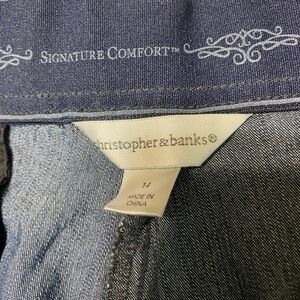 SIGNATURE COMFORT™
christopher&banks®
14
MADE IN
CHINA